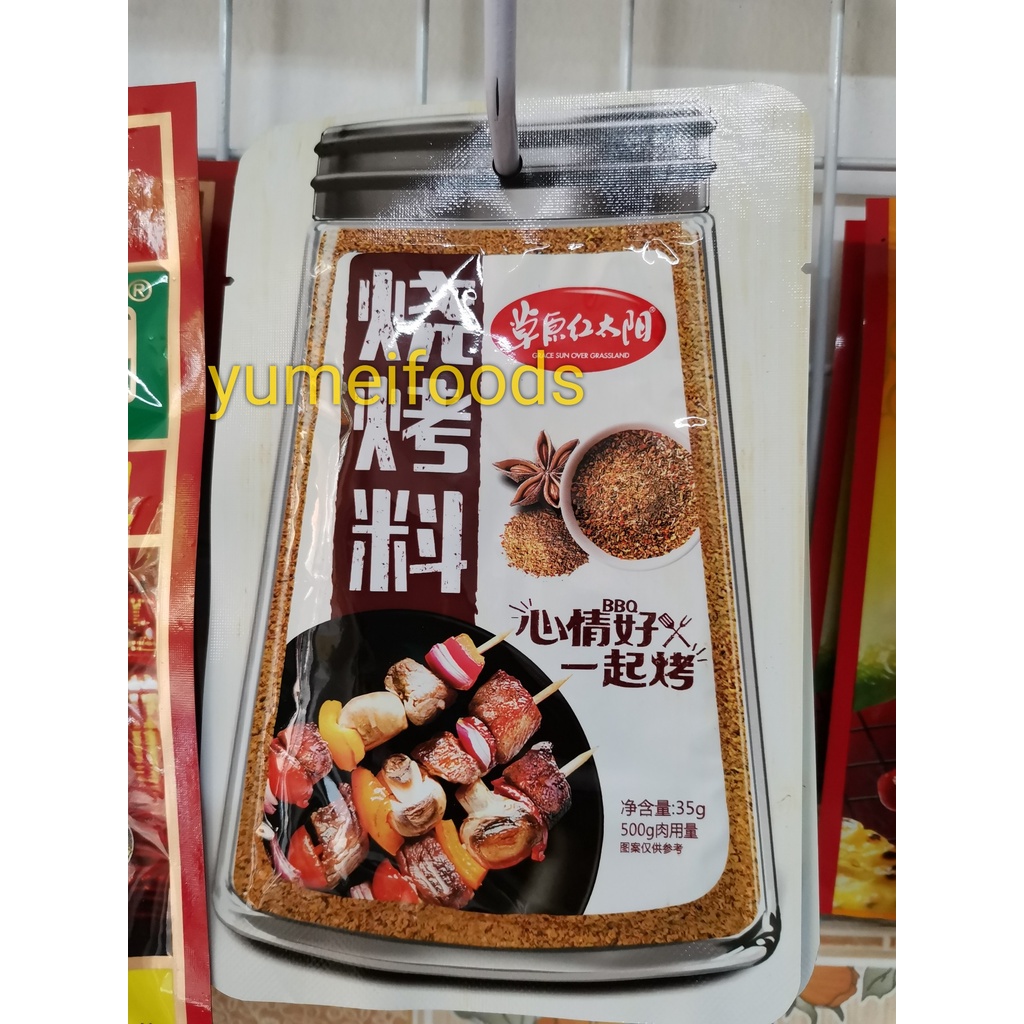 烧烤料
草原红太阳®
GRACE SUN OVER GRASSLAND
yumeifoods
BBQ
心情好
一起烤
净含量:35g
500g肉用量
图案仅供参考
®